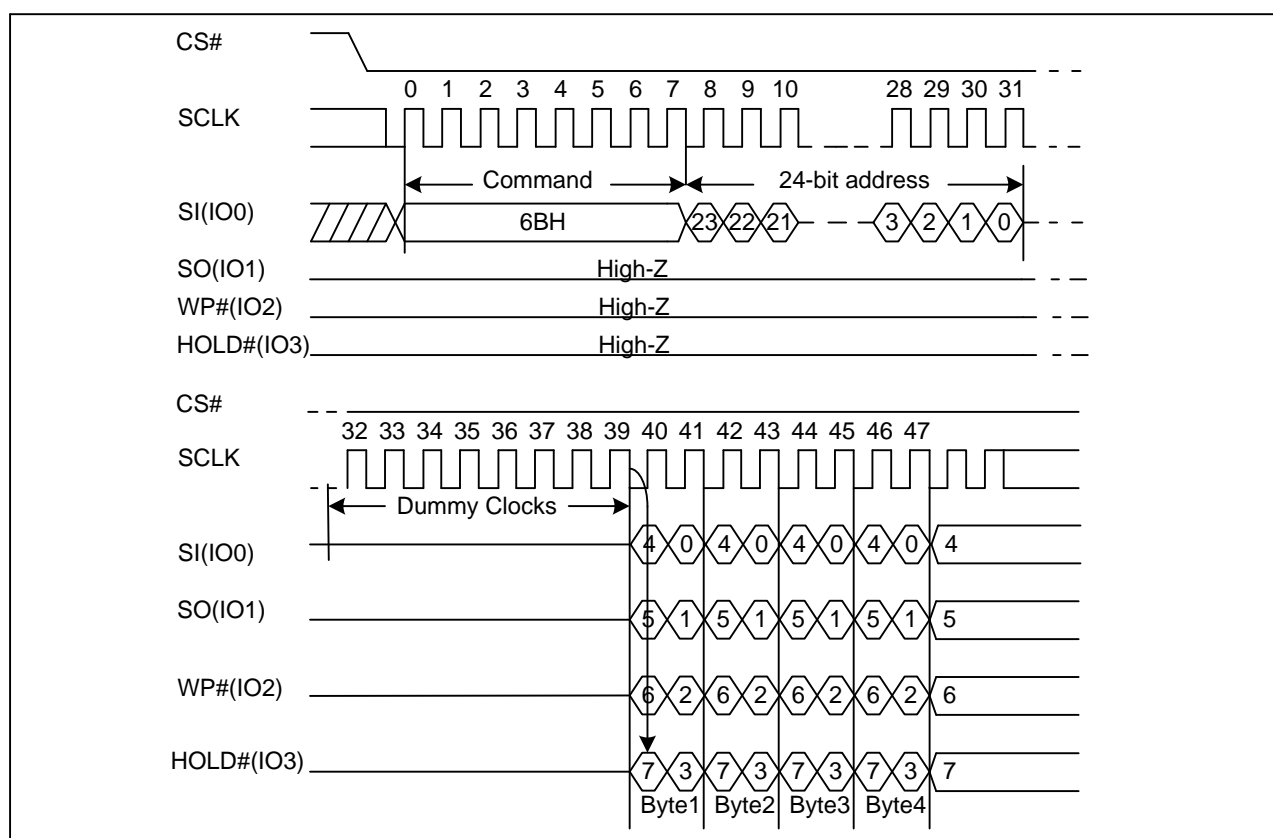 CS#
0 1 2 3 4 5 6 7 8 9 10 28 29 30 31
SCLK
Command 24-bit address
SI(IO0) 6BH 23 22 21 3 2 1 0
SO(IO1) High-Z
WP#(IO2) High-Z
HOLD#(IO3) High-Z
CS#
32 33 34 35 36 37 38 39 40 41 42 43 44 45 46 47
SCLK
Dummy Clocks
SI(IO0) 4 0 4 0 4 0 4 0 4
SO(IO1) 5 1 5 1 5 1 5 1 5
WP#(IO2) 6 2 6 2 6 2 6 2 6
HOLD#(IO3) 7 3 7 3 7 3 7 3 7
Byte1 Byte2 Byte3 Byte4